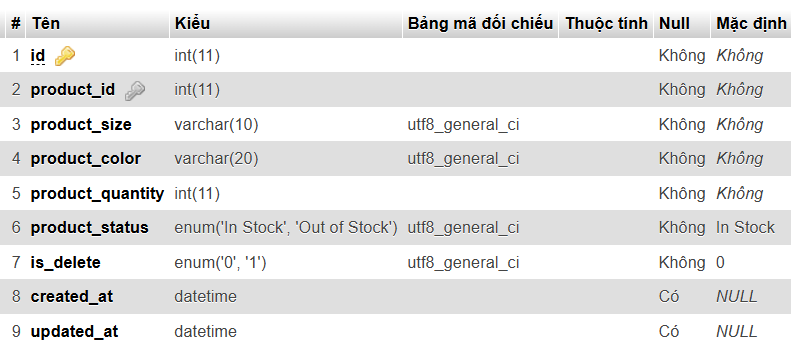 # Tên Kiểu Bảng mã đối chiếu Thuộc tính Null Mặc định
1 id int(11) Không Không
2 product_id int(11) Không Không
3 product_size varchar(10) utf8_general_ci Không Không
4 product_color varchar(20) utf8_general_ci Không Không
5 product_quantity int(11) Không Không
6 product_status enum('In Stock', 'Out of Stock') utf8_general_ci Không In Stock
7 is_delete enum('0', '1') utf8_general_ci Không 0
8 created_at datetime Có NULL
9 updated_at datetime Có NULL